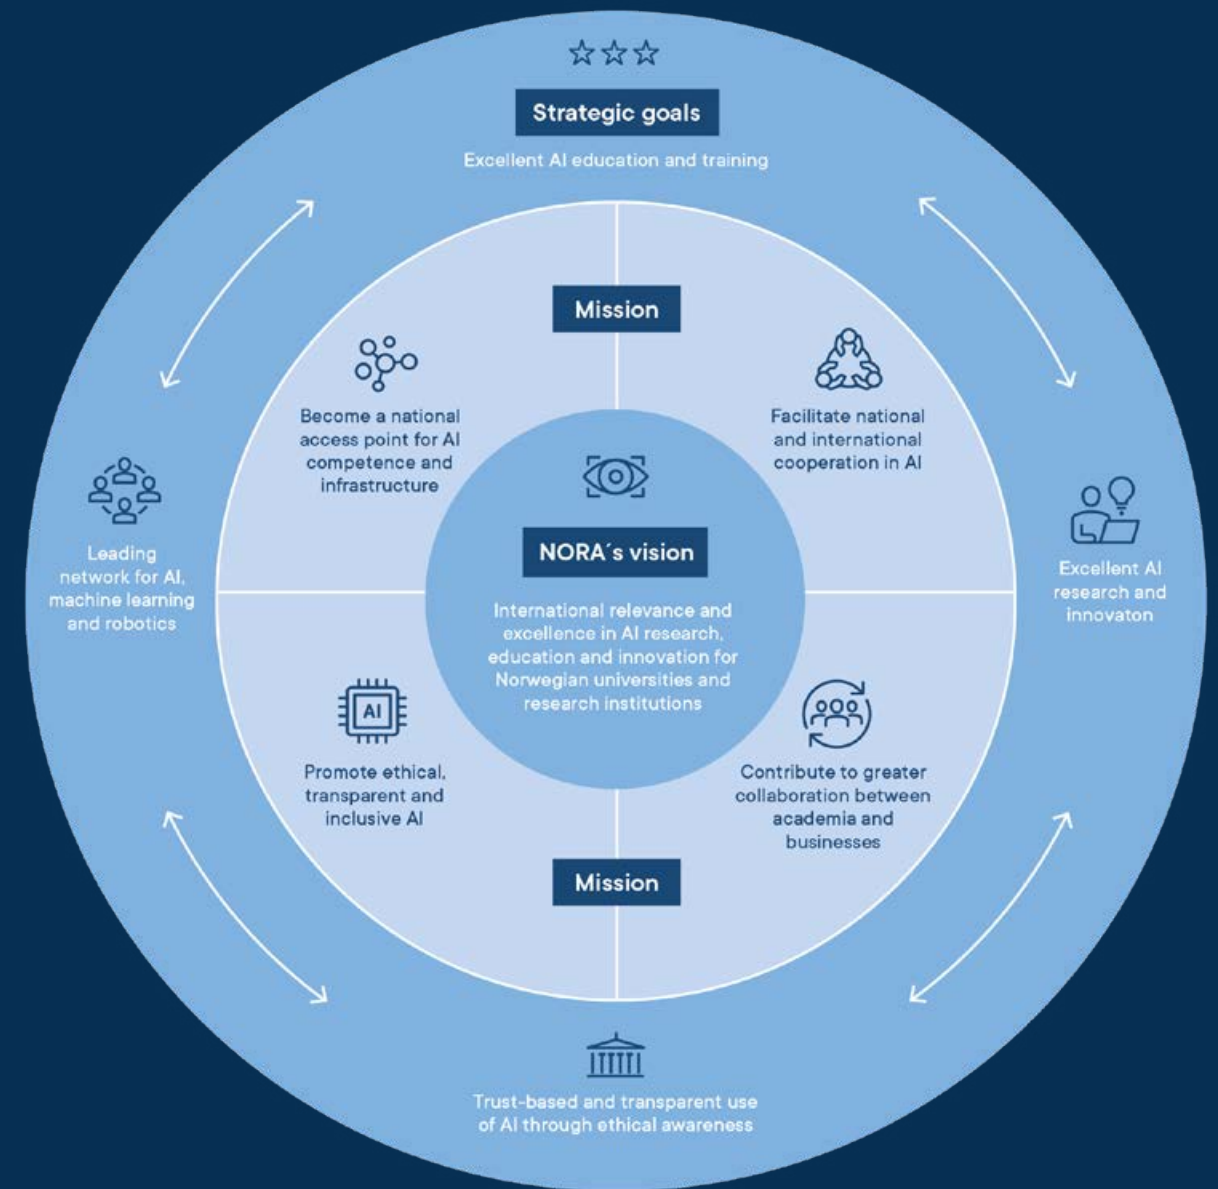 Strategic goals
Excellent AI education and training
Mission
Become a national
access point for AI
competence and
infrastructure
Facilitate national
and international
cooperation in AI
Leading
network for AI,
machine learning
and robotics
NORA´s vision
International relevance and
excellence in AI research,
education and innovation for
Norwegian universities and
research institutions
Excellent AI
research and
innovaton
AI
Promote ethical,
transparent and
inclusive AI
Contribute to greater
collaboration between
academia and
businesses
Mission
Trust-based and transparent use
of AI through ethical awareness